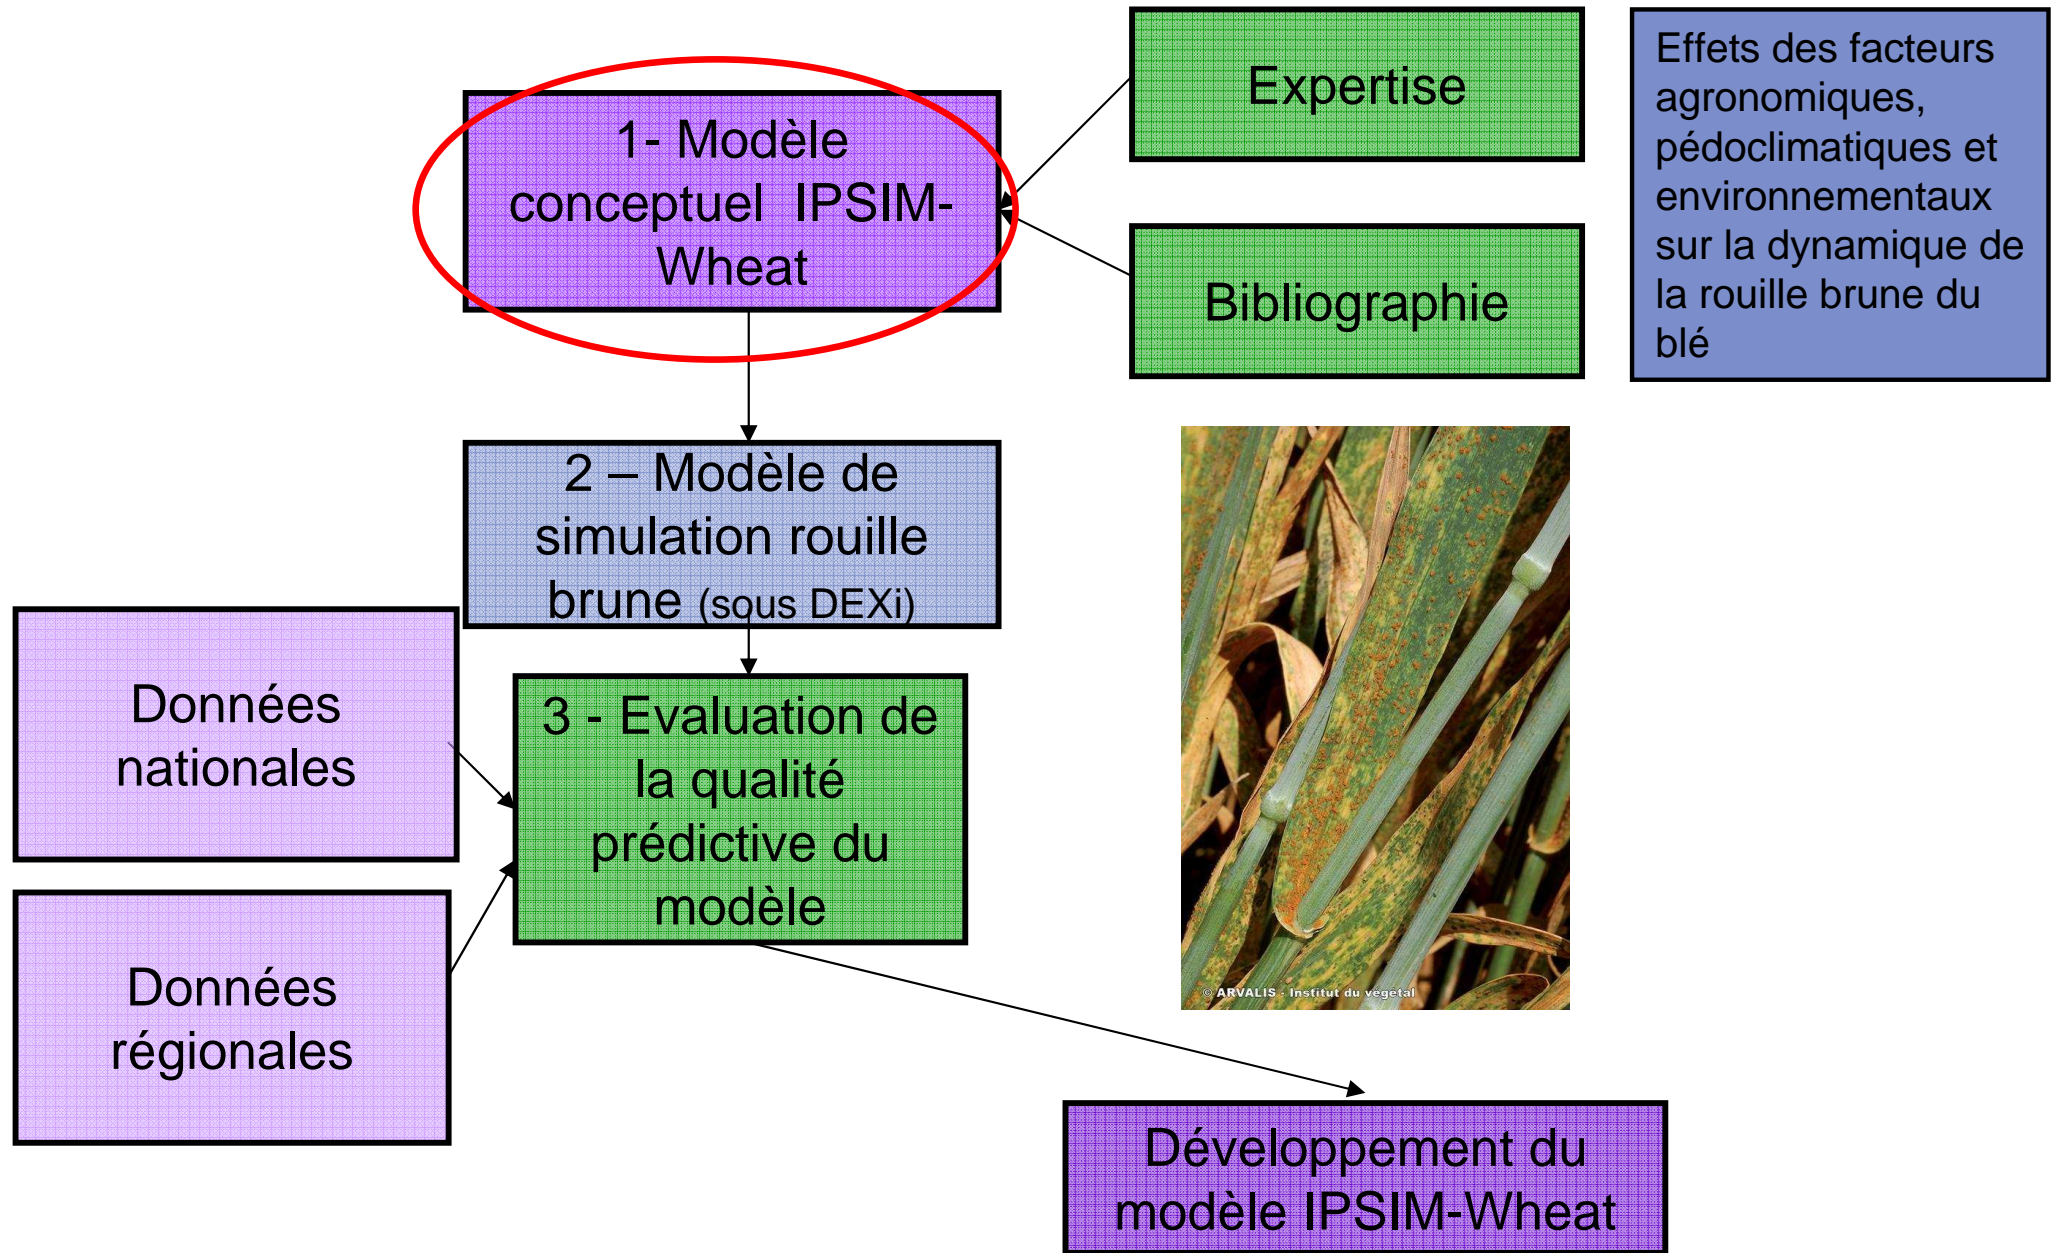 1- Modèle
conceptuel IPSIM-
Wheat
Expertise
Bibliographie
Effets des facteurs
agronomiques,
pédoclimatiques et
environnementaux
sur la dynamique de
la rouille brune du
blé
2 – Modèle de
simulation rouille
brune (sous DEXi)
Données
nationales
3 - Evaluation de
la qualité
prédictive du
modèle
Données
régionales
© ARVALIS - Institut du végétal
Développement du
modèle IPSIM-Wheat